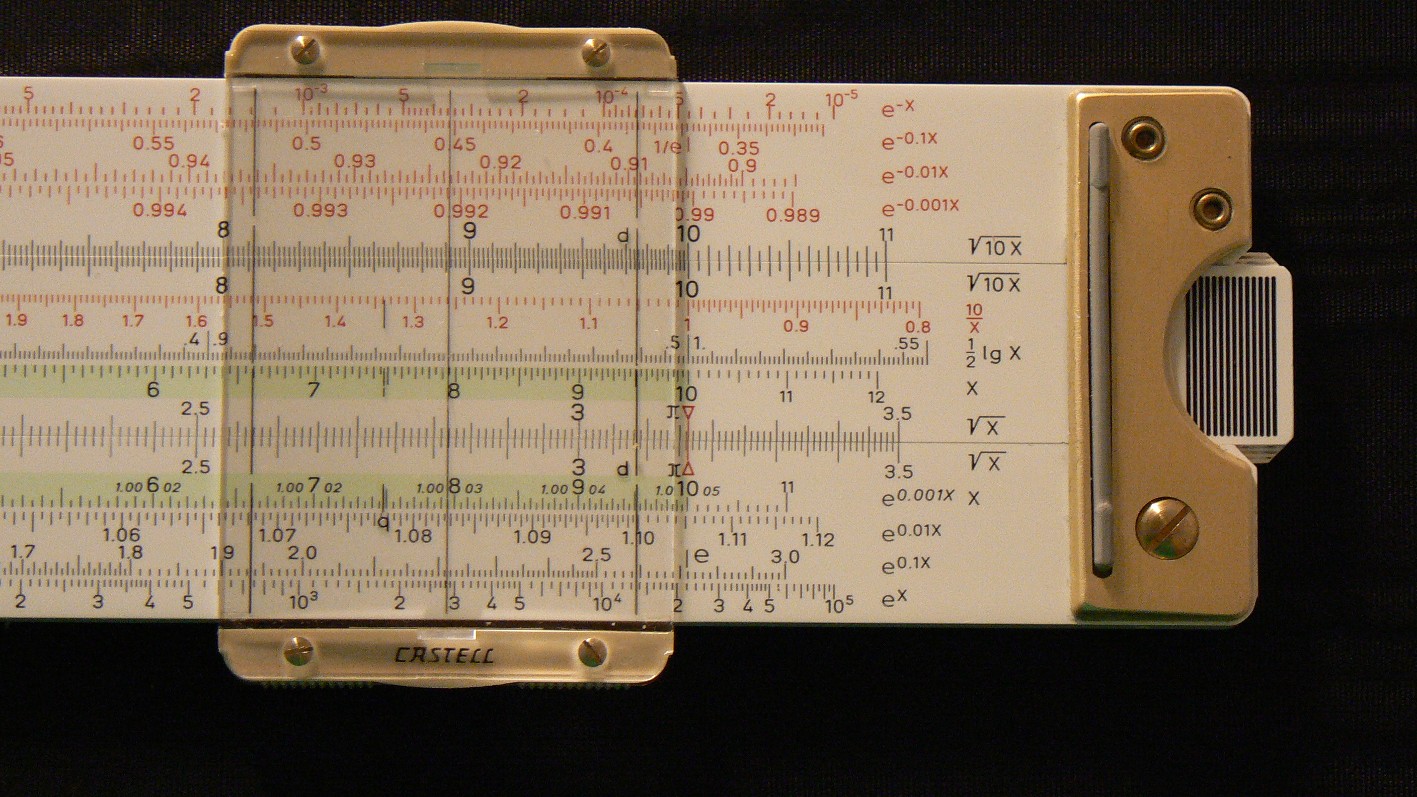 5 2 10-3 5 2 10-4 5 2 10-5 e-X
0.55 0.5 0.45 0.4 1/e 0.35 e-0.1X
0.94 0.93 0.92 0.91 0.9 e-0.01X
0.994 0.993 0.992 0.991 0.99 0.989 e-0.001X
8 9 d 10 11 √10 X
8 9 10 11 √10 X
1.9 1.8 1.7 1.6 1.5 1.4 1.3 1.2 1.1 1 0.9 0.8 10/X
.4 .9 .5 1. .55 1/2 lg X
6 7 8 9 10 11 12 X
2.5 3 π 3.5 √X
2.5 3 d π 3.5 √X
1.00 6 02 1.00 7 02 1.00 8 03 1.00 9 04 1.0 10 05 11 e0.001X X
q
1.06 1.07 1.08 1.09 1.10 1.11 1.12 e0.01X
1.7 1.8 1.9 2.0 2.5 e 3,0 e0.1X
2 3 4 5 103 2 3 4 5 104 2 3 4 5 105 eX
CASTELL